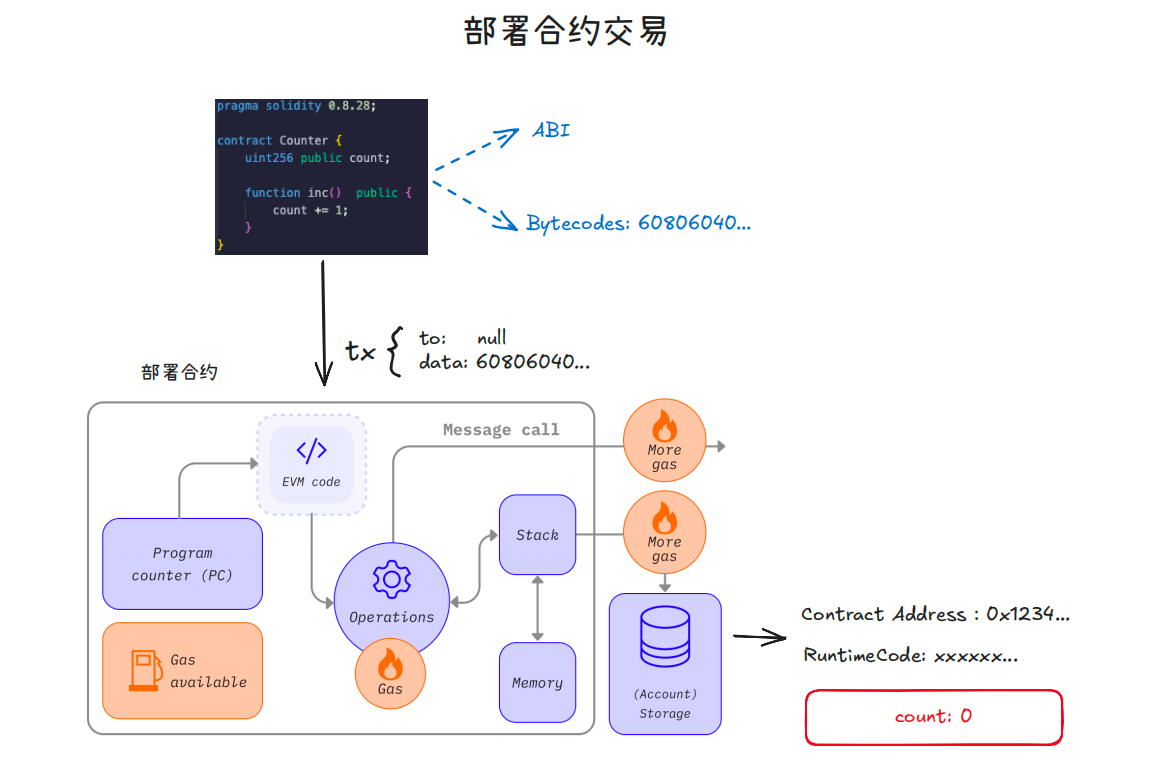 部署合约交易
pragma solidity 0.8.28;
contract Counter {
uint256 public count;
function inc()  public {
count += 1;
}
}
ABI
Bytecodes: 60806040...
tx {
to: null
data: 60806040...
部署合约
Message call
More
gas
</>
EVM code
Program
counter (PC)
Stack
More
gas
Operations
Gas
available
Gas
Memory
(Account)
Storage
Contract Address : 0x1234...
RuntimeCode: xxxxxx...
count: 0